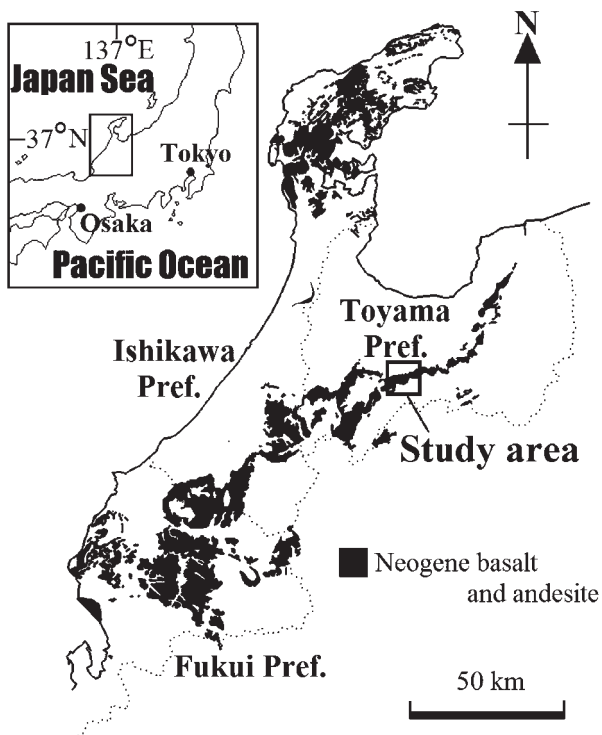 137°E
Japan Sea
37°N
Tokyo
Osaka
Pacific Ocean
N
Toyama
Pref.
Ishikawa
Pref.
Study area
Neogene basalt
and andesite
Fukui Pref.
50 km